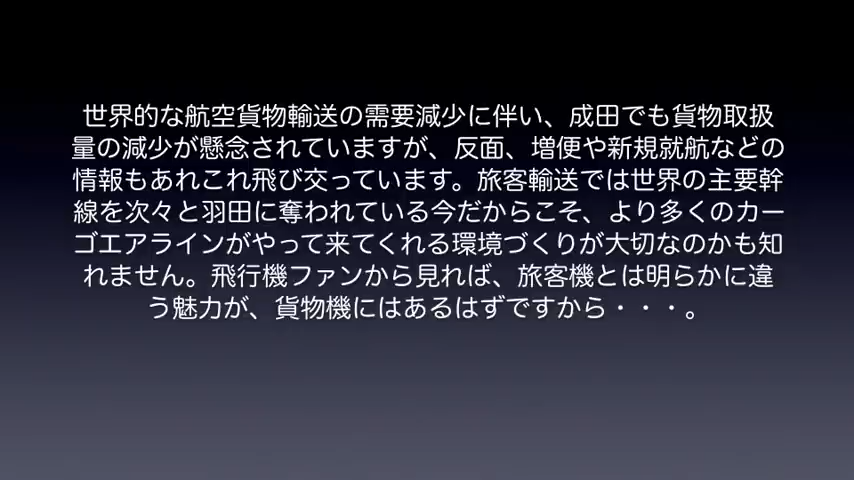 世界的な航空貨物輸送の需要減少に伴い、成田でも貨物取扱
量の減少が懸念されていますが、反面、増便や新規就航などの
情報もあれこれ飛び交っています。旅客輸送では世界の主要幹
線を次々と羽田に奪われている今だからこそ、より多くのカー
ゴエアラインがやって来てくれる環境づくりが大切なのかも知
れません。飛行機ファンから見れば、旅客機とは明らかに違
う魅力が、貨物機にはあるはずですから・・・。